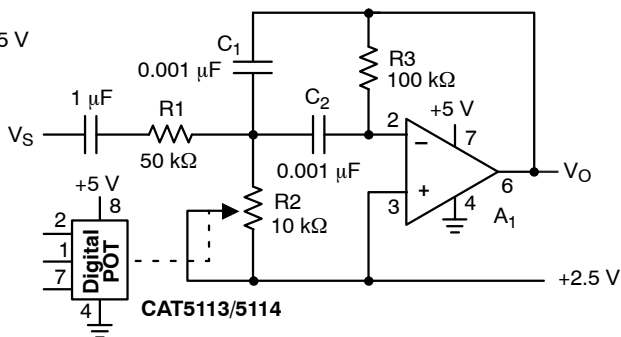 5 V
C1
0.001 μF
R3
100 kΩ
1 μF
R1
C2
+5 V
VS
50 kΩ
0.001 μF
2
7
−
+
3
4
6
VO
A1
+5 V
8
2
1
7
Digital
POT
4
R2
10 kΩ
CAT5113/5114
+2.5 V